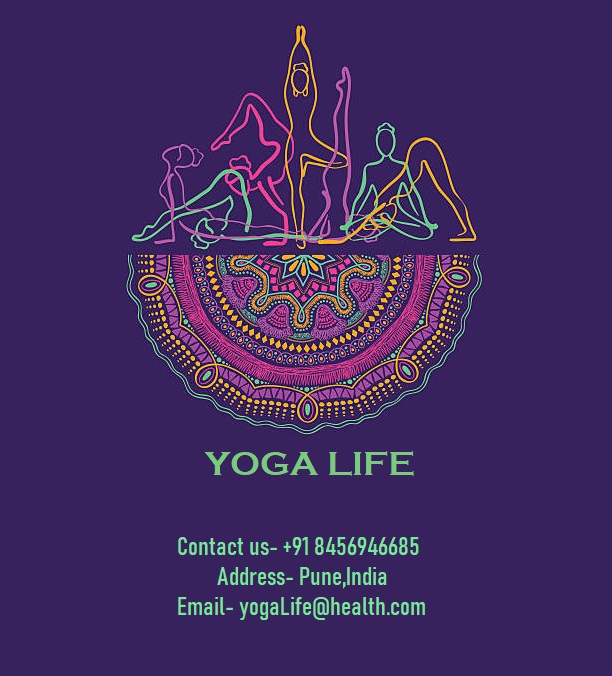 YOGA LIFE
Contact us- +91 8456946685
Address- Pune,India
Email- yogaLife@health.com